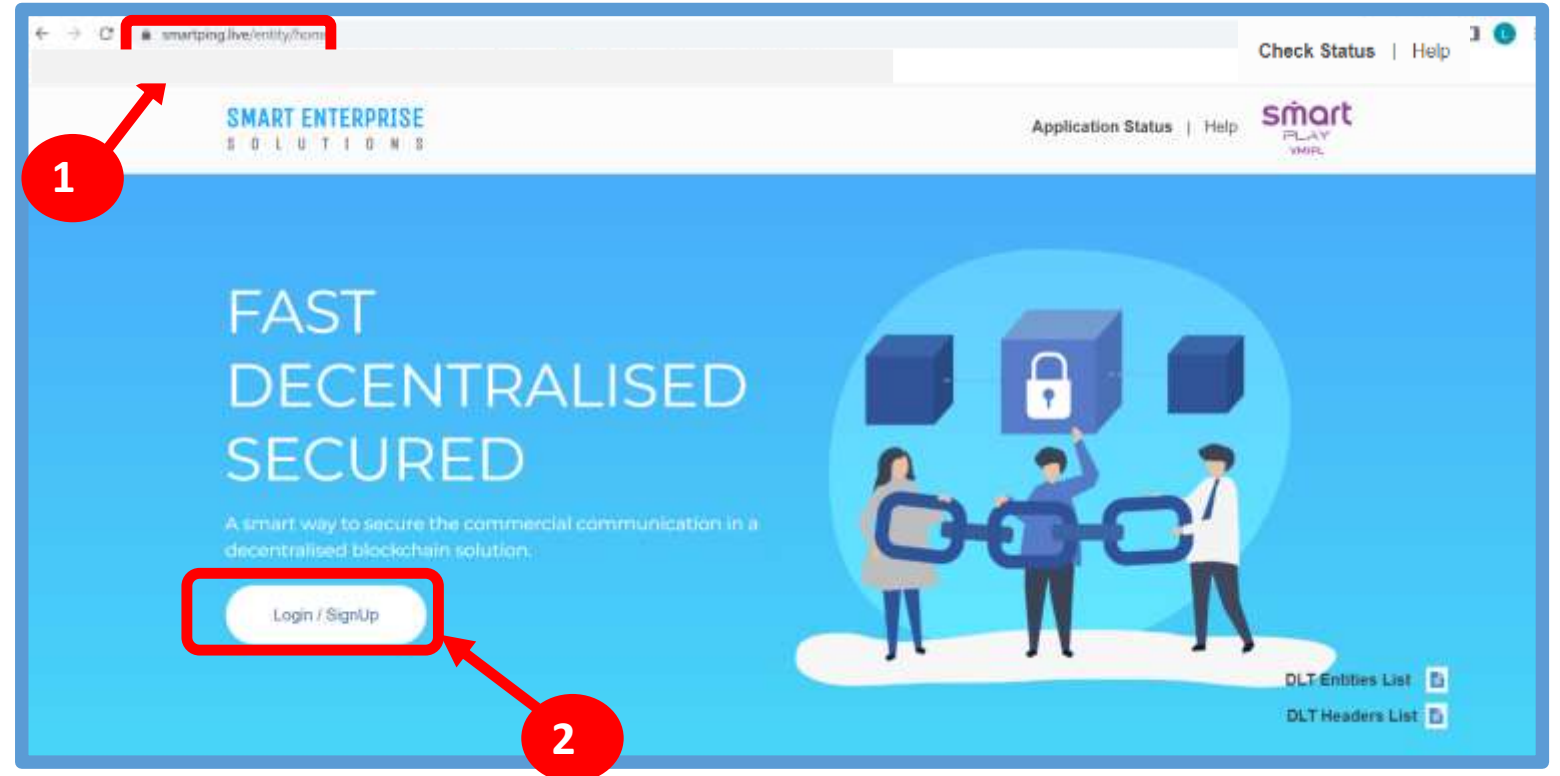 smartping.live/entity/home
Check Status | Help
SMART ENTERPRISE
SOLUTIONS
Application Status | Help
smart
PLAY
VMIPL
1
FAST
DECENTRALISED
SECURED
A smart way to secure the commercial communication in a
decentralised blockchain solution.
Login / SignUp
2
DLT Entities List
DLT Headers List